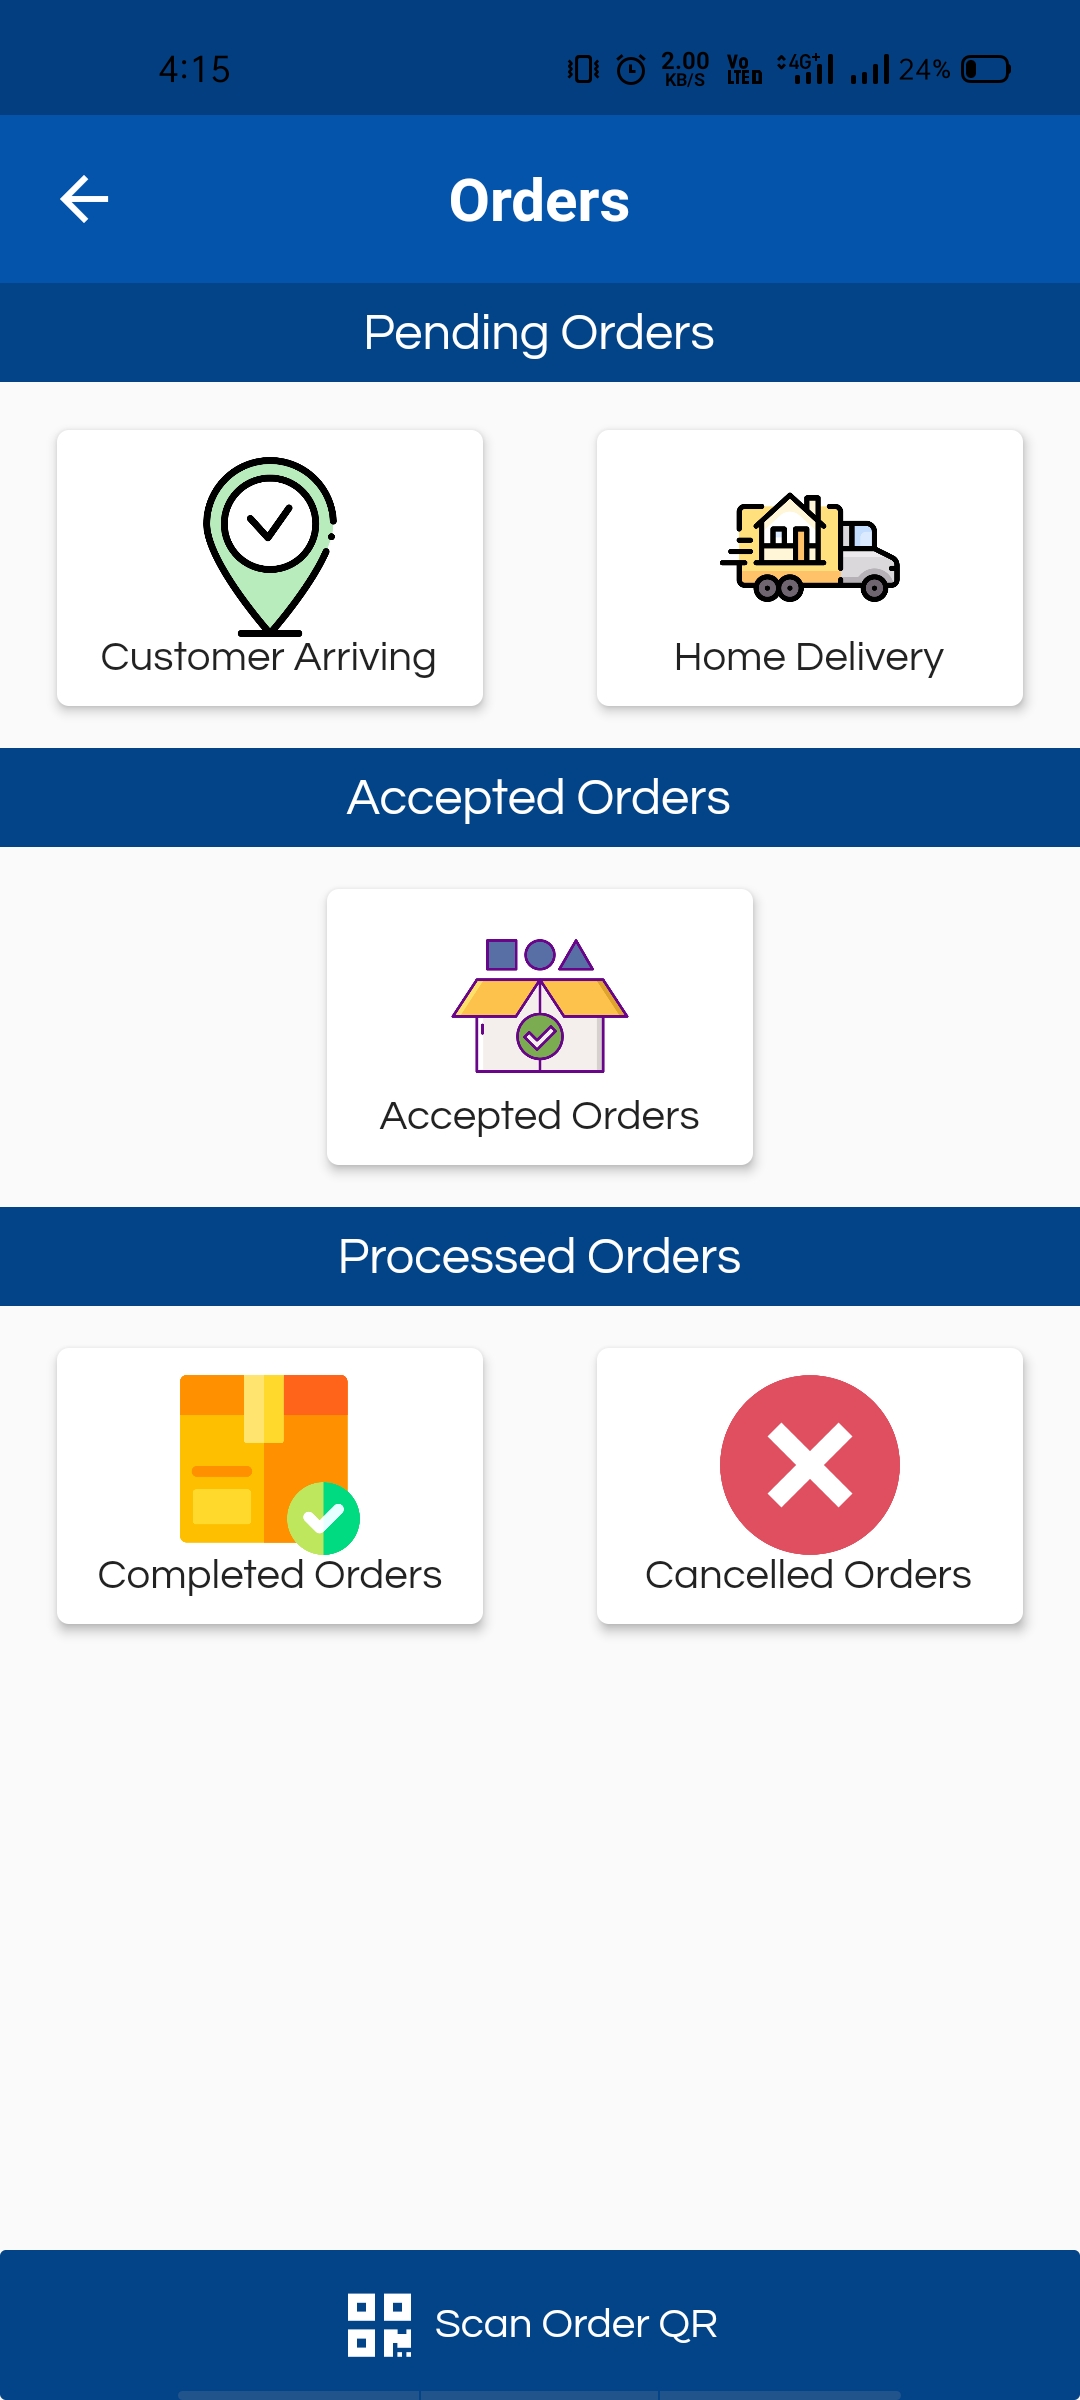 4:15 2.00 KB/S Vo LTE 4G+ 24%
Orders
Pending Orders
Customer Arriving
Home Delivery
Accepted Orders
Accepted Orders
Processed Orders
Completed Orders
Cancelled Orders
Scan Order QR